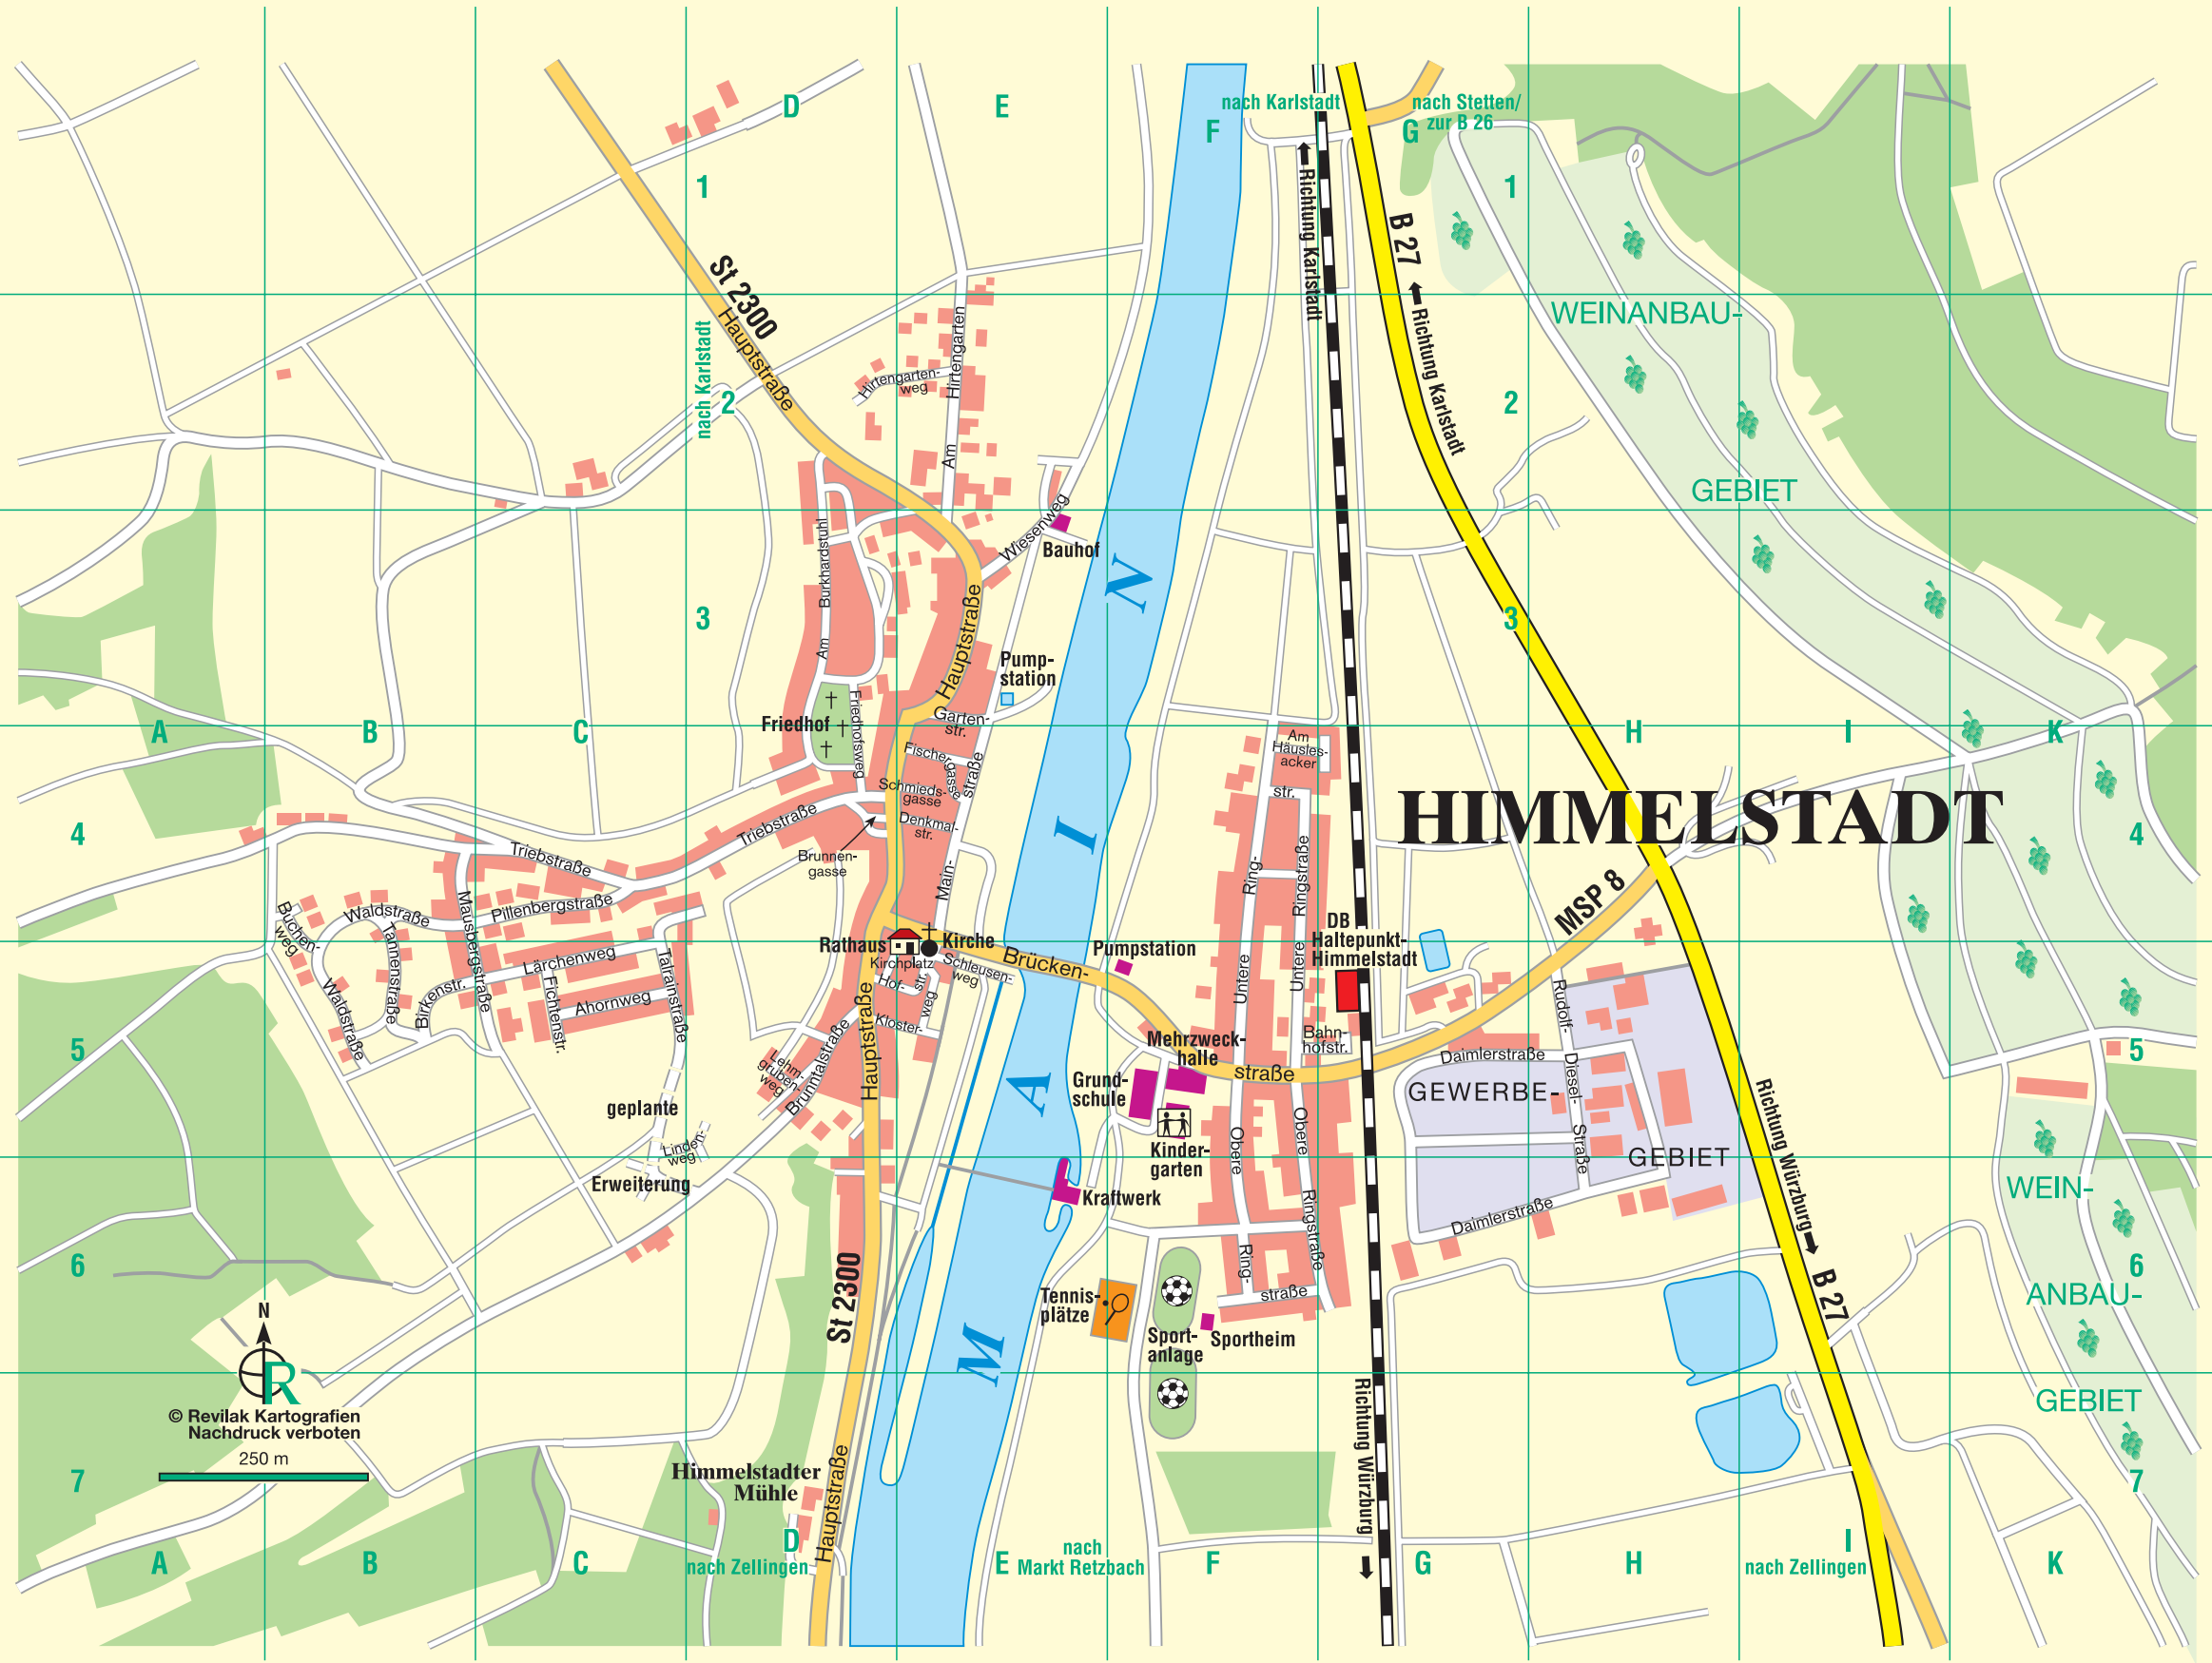 D
E
F
nach Karlstadt
nach Stetten/
zur B 26
G
1
1
Richtung Karlstadt
B 27
Richtung Karlstadt
St 2300
Hauptstraße
nach Karlstadt
2
2
WEINANBAU-
GEBIET
Hirtengarten-
weg
Am Hirtengarten
Wiesenweg
Bauhof
Am Burkhardstuhl
3
3
Hauptstraße
Pump-
station
N
A
B
C
Friedhof
Friedhofsweg
Garten-
str.
Fischergasse
Schmieds-
gasse
Denkmal-
str.
Main-
straße
Am
Häusles-
acker
str.
H
I
K
HIMMELSTADT
4
4
Triebstraße
Triebstraße
Brunnen-
gasse
I
Untere Ring-
Untere Ringstraße
MSP 8
Buchen-
weg
Waldstraße
Waldstraße
Tannenstraße
Mausbergstraße
Pillenbergstraße
Lärchenweg
Birkenstr.
Fichtenstr.
Ahornweg
Talrainstraße
Rathaus
Kirche
Kirchplatz
Hof-
str.
Schleusen-
weg
Kloster-
weg
Brücken-
straße
Pumpstation
DB
Haltepunkt-
Himmelstadt
Bahn-
hofstr.
Mehrzweck-
halle
Grund-
schule
Kinder-
garten
5
5
Lehm-
gruben-
weg
Brunntalstraße
Hauptstraße
A
Daimlerstraße
Rudolf-
Diesel-
Straße
GEWERBE-
GEBIET
Daimlerstraße
Richtung Würzburg
B 27
geplante
Linden-
weg
Erweiterung
Kraftwerk
Obere Ring-
straße
Obere Ringstraße
6
6
WEIN-
ANBAU-
GEBIET
St 2300
Tennis-
plätze
Sport-
anlage
Sportheim
M
N
R
© Revilak Kartografien
Nachdruck verboten
250 m
7
7
Himmelstadter
Mühle
Hauptstraße
Richtung Würzburg
A
B
C
D
nach Zellingen
E
nach
Markt Retzbach
F
G
H
I
nach Zellingen
K